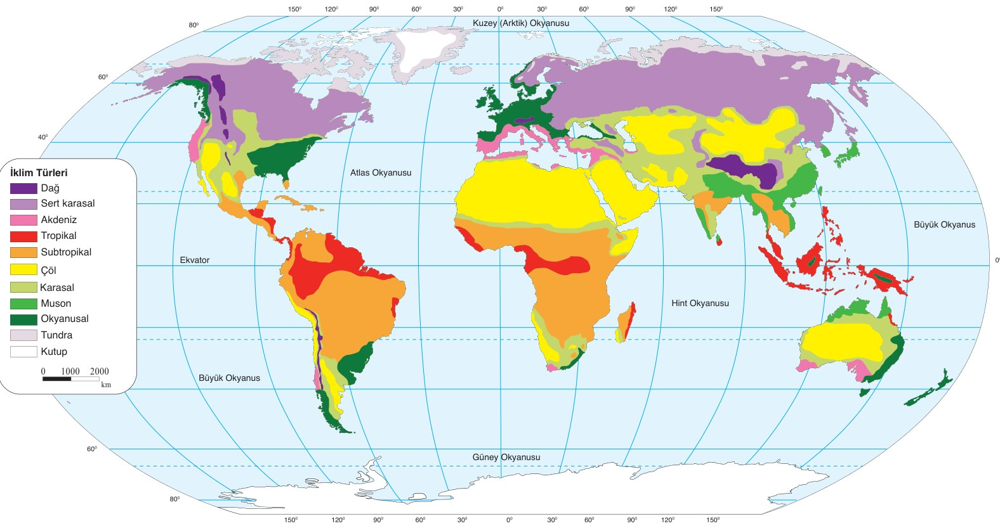 150⁰ 120⁰ 90⁰ 60⁰ 30⁰ 0⁰ 30⁰ 60⁰ 90⁰ 120⁰ 150⁰
Kuzey (Arktik) Okyanusu
80⁰
60⁰
40⁰
Atlas Okyanusu
Büyük Okyanus
Ekvator
0⁰
Hint Okyanusu
Büyük Okyanus
Güney Okyanusu
60⁰
80⁰
150⁰ 120⁰ 90⁰ 60⁰ 30⁰ 0⁰ 30⁰ 60⁰ 90⁰ 120⁰ 150⁰
İklim Türleri
Dağ
Sert karasal
Akdeniz
Tropikal
Subtropikal
Çöl
Karasal
Muson
Okyanusal
Tundra
Kutup
0 1000 2000
km